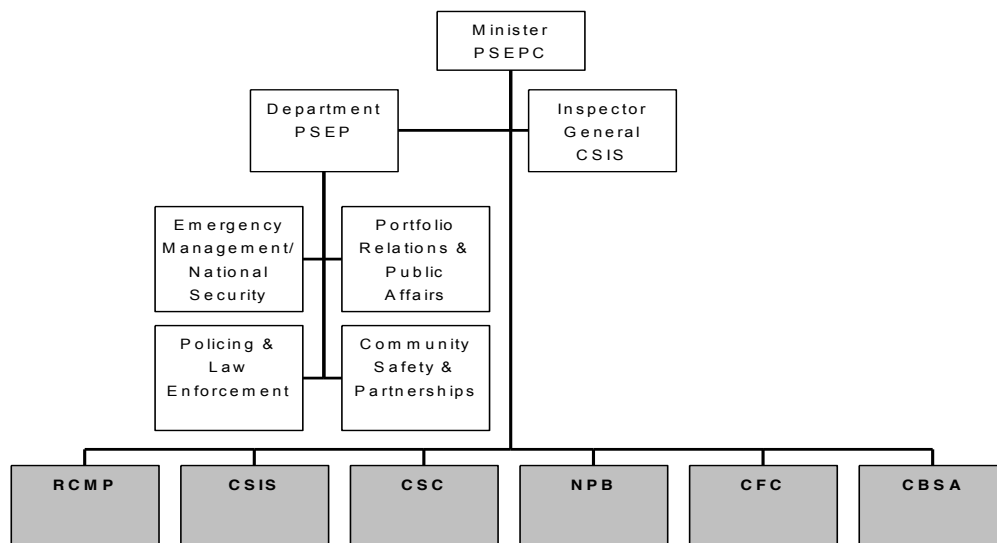 Minister
PSEPC
Department
PSEP
Inspector
General
CSIS
Emergency
Management/
National
Security
Portfolio
Relations &
Public
Affairs
Policing &
Law
Enforcement
Community
Safety &
Partnerships
RCMP
CSIS
CSC
NPB
CFC
CBSA